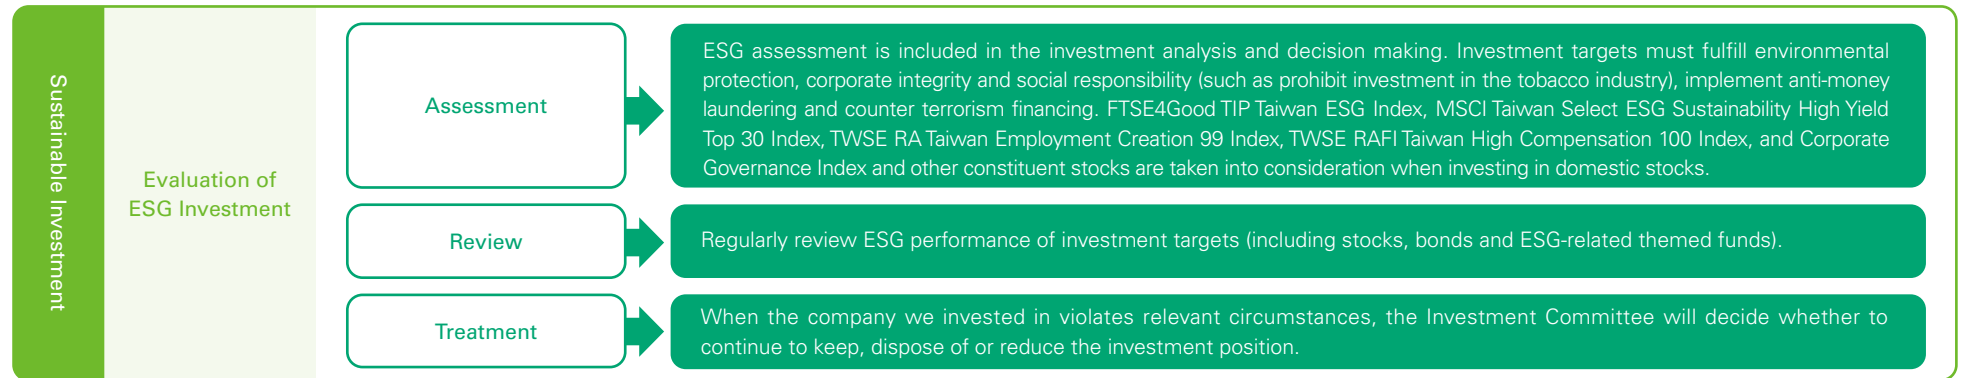 Sustainable Investment
Evaluation of
ESG Investment
Assessment
ESG assessment is included in the investment analysis and decision making. Investment targets must fulfill environmental
protection, corporate integrity and social responsibility (such as prohibit investment in the tobacco industry), implement anti-money
laundering and counter terrorism financing. FTSE4Good TIP Taiwan ESG Index, MSCI Taiwan Select ESG Sustainability High Yield
Top 30 Index, TWSE RA Taiwan Employment Creation 99 Index, TWSE RAFI Taiwan High Compensation 100 Index, and Corporate
Governance Index and other constituent stocks are taken into consideration when investing in domestic stocks.
Review
Regularly review ESG performance of investment targets (including stocks, bonds and ESG-related themed funds).
Treatment
When the company we invested in violates relevant circumstances, the Investment Committee will decide whether to
continue to keep, dispose of or reduce the investment position.